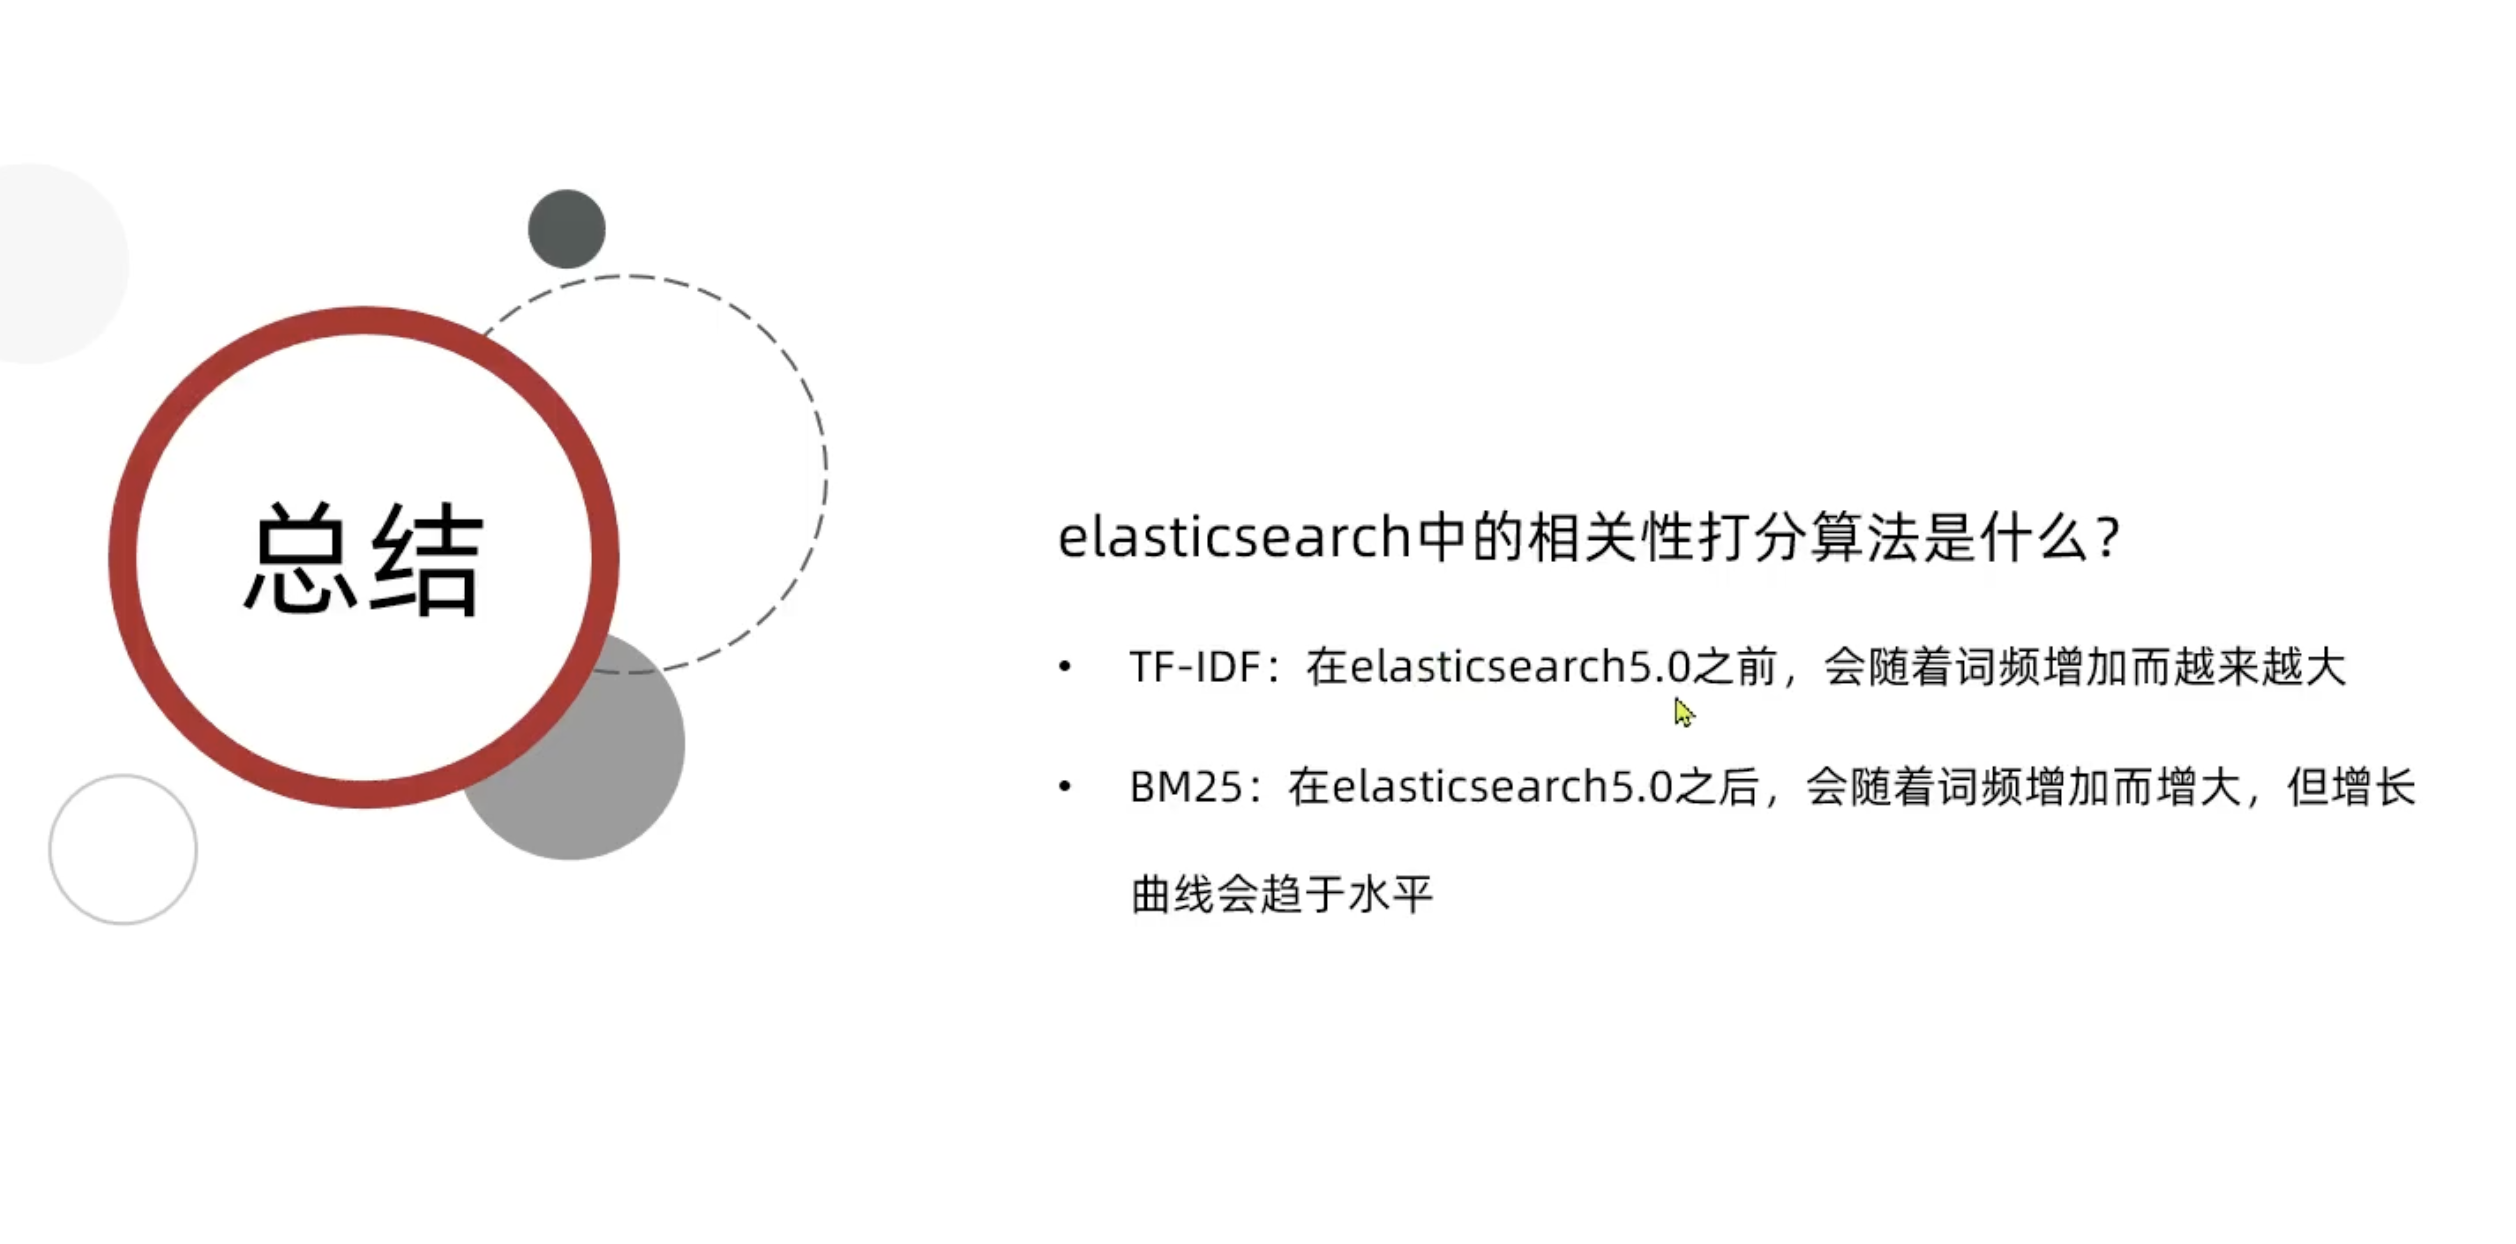 总结
elasticsearch中的相关性打分算法是什么？
• TF-IDF：在elasticsearch5.0之前，会随着词频增加而越来越大
• BM25：在elasticsearch5.0之后，会随着词频增加而增大，但增长
曲线会趋于水平